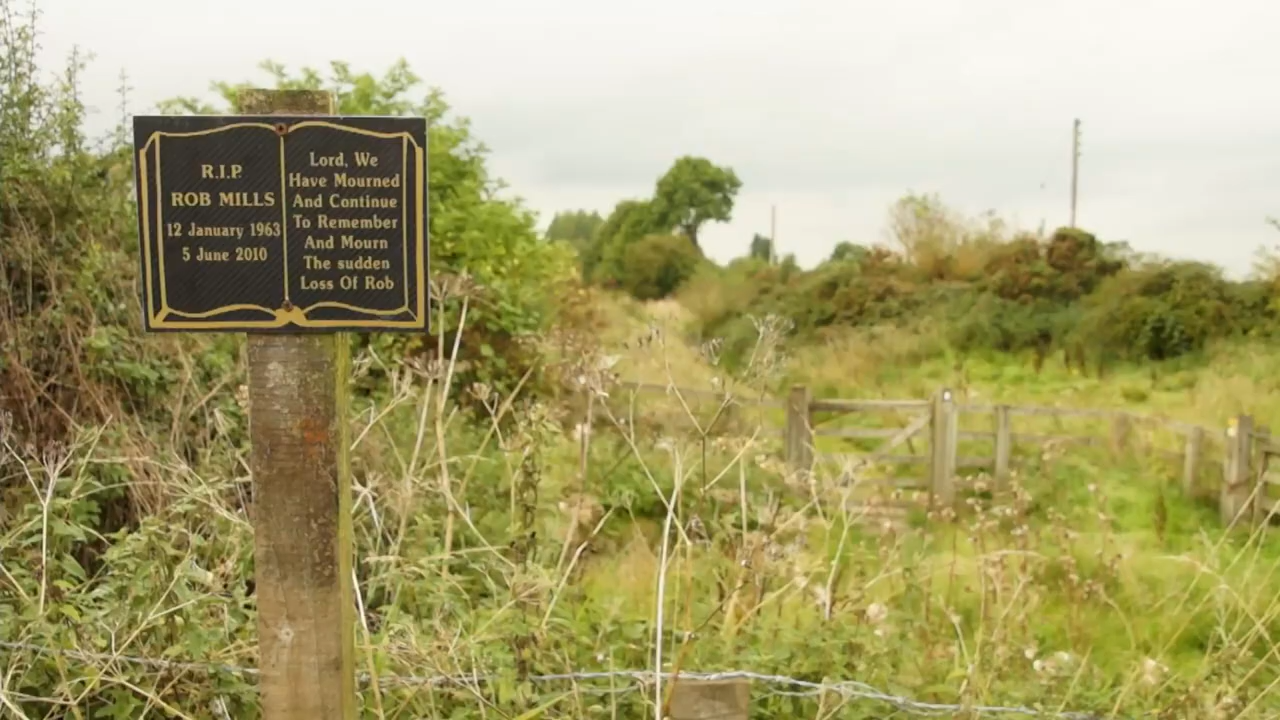 R.I.P.
ROB MILLS
12 January 1963
5 June 2010
Lord, We
Have Mourned
And Continue
To Remember
And Mourn
The sudden
Loss Of Rob